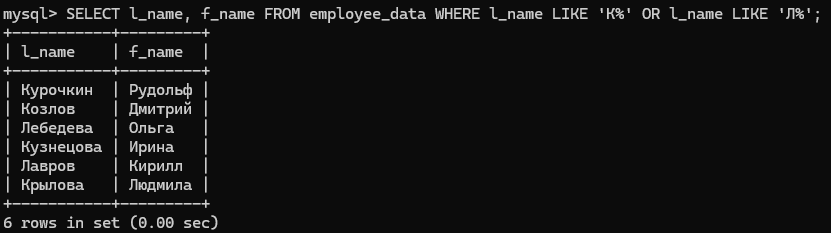 mysql> SELECT l_name, f_name FROM employee_data WHERE l_name LIKE 'К%' OR l_name LIKE 'Л%';
+-----------+---------+
| l_name    | f_name  |
+-----------+---------+
| Курочкин  | Рудольф |
| Козлов    | Дмитрий |
| Лебедева  | Ольга   |
| Кузнецова | Ирина   |
| Лавров    | Кирилл  |
| Крылова   | Людмила |
+-----------+---------+
6 rows in set (0.00 sec)